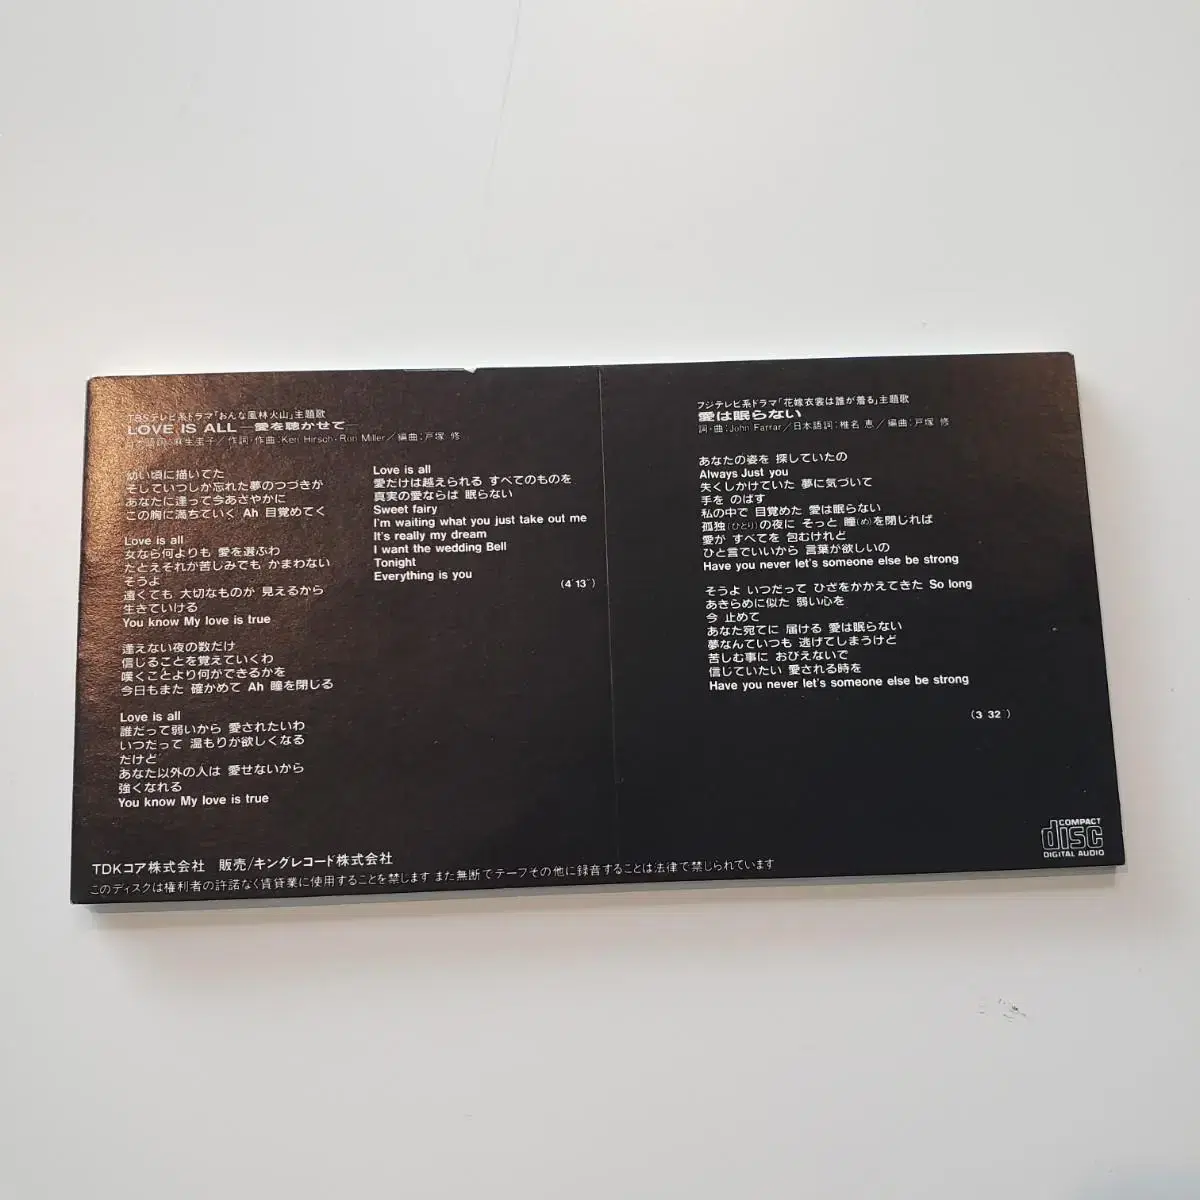 TBSテレビ系ドラマ「おんな風林火山」主題歌
LOVE IS ALL—愛を聴かせて—
日本語詞:麻生圭子/作詞・作曲:Ken Hirsch・Ron Miller/編曲:戸塚 修
幼い頃に描いてた
そしていつしか忘れた夢のつづきが
あなたに逢って今あざやかに
この胸に満ちていく Ah 目覚めてく
Love is all
女なら何よりも 愛を選ぶわ
たとえそれが苦しみでも かまわない
そうよ
遠くても 大切なものが 見えるから
生きていける
You know My love is true
逢えない夜の数だけ
信じることを覚えていくわ
嘆くことより何ができるかを
今日もまた 確かめて Ah 瞳を閉じる
Love is all
誰だって弱いから 愛されたいわ
いつだって 温もりが欲しくなる
だけど
あなた以外の人は 愛せないから
強くなれる
You know My love is true
Love is all
愛だけは越えられる すべてのものを
真実の愛ならば 眠らない
Sweet fairy
I'm waiting what you just take out me
It's really my dream
I want the wedding Bell
Tonight
Everything is you
(4´13˝)
フジテレビ系ドラマ「花嫁衣裳は誰が着る」主題歌
愛は眠らない
詞・曲:John Farrar/日本語詞:椎名 恵/編曲:戸塚 修
あなたの姿を 探していたの
Always Just you
失くしかけていた 夢に気づいて
手を のばす
私の中で 目覚めた 愛は眠らない
孤独(ひとり)の夜に そっと 瞳(め)を閉じれば
愛が すべてを 包むけれど
ひと言でいいから 言葉が欲しいの
Have you never let's someone else be strong
そうよ いつだって ひざをかかえてきた So long
あきらめに似た 弱い心を
今 止めて
あなた宛てに 届ける 愛は眠らない
夢なんていつも 逃げてしまうけど
苦しむ事に おびえないで
信じていたい 愛される時を
Have you never let's someone else be strong
(3´32˝)
TDKコア株式会社 販売/キングレコード株式会社
このディスクは権利者の許諾なく賃貸業に使用することを禁じます また無断でテープその他に録音することは法律で禁じられています
COMPACT
disc
DIGITAL AUDIO